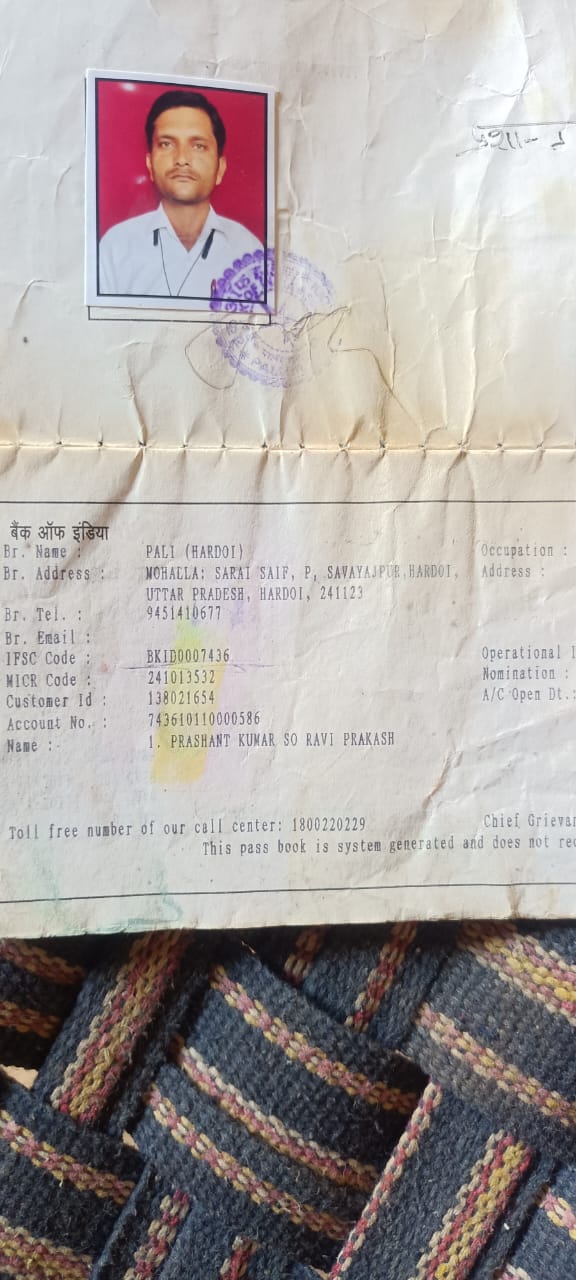 बैंक ऑफ इंडिया
Br. Name : PALI (HARDOI) Occupation :
Br. Address : MOHALLA: SARAI SAIF, P, SAVAYAJPUR,HARDOI, Address :
UTTAR PRADESH, HARDOI, 241123
Br. Tel. : 9451410677
Br. Email :
IFSC Code : BKID0007436 Operational I
MICR Code : 241013532 Nomination :
Customer Id : 138021654 A/C Open Dt.:
Account No. : 743610110000586
Name : 1. PRASHANT KUMAR SO RAVI PRAKASH
Toll free number of our call center: 1800220229 Chief Grievan
This pass book is system generated and does not req